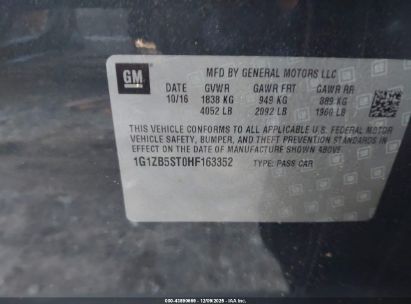 GM
MFD BY GENERAL MOTORS LLC
DATE GVWR GAWR FRT GAWR RR
10/16 1838 KG 949 KG 889 KG
4052 LB 2092 LB 1960 LB
THIS VEHICLE CONFORMS TO ALL APPLICABLE U.S. FEDERAL MOTOR
VEHICLE SAFETY, BUMPER, AND THEFT PREVENTION STANDARDS IN
EFFECT ON THE DATE OF MANUFACTURE SHOWN ABOVE.
1G1ZB5ST0HF163352 TYPE: PASS CAR